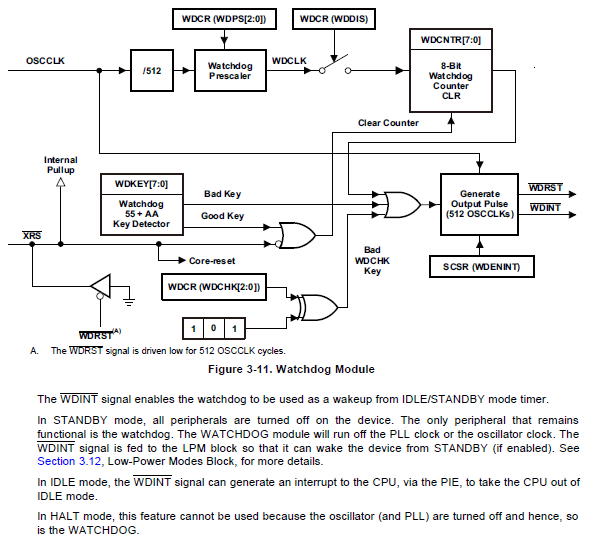 WDCR (WDPS[2:0])
WDCR (WDDIS)
WDCNTR[7:0]
OSCCLK
/512
Watchdog
Prescaler
WDCLK
8-Bit
Watchdog
Counter
CLR
Clear Counter
Internal
Pullup
WDKEY[7:0]
Watchdog
55 + AA
Key Detector
Bad Key
Good Key
Generate
Output Pulse
(512 OSCCLKs)
WDRST
WDINT
XRS
Core-reset
Bad
WDCHK
Key
SCSR (WDENINT)
WDCR (WDCHK[2:0])
1 0 1
WDRST(A)
A. The WDRST signal is driven low for 512 OSCCLK cycles.
Figure 3-11. Watchdog Module
The WDINT signal enables the watchdog to be used as a wakeup from IDLE/STANDBY mode timer.
In STANDBY mode, all peripherals are turned off on the device. The only peripheral that remains
functional is the watchdog. The WATCHDOG module will run off the PLL clock or the oscillator clock. The
WDINT signal is fed to the LPM block so that it can wake the device from STANDBY (if enabled). See
Section 3.12, Low-Power Modes Block, for more details.
In IDLE mode, the WDINT signal can generate an interrupt to the CPU, via the PIE, to take the CPU out of
IDLE mode.
In HALT mode, this feature cannot be used because the oscillator (and PLL) are turned off and hence, so
is the WATCHDOG.